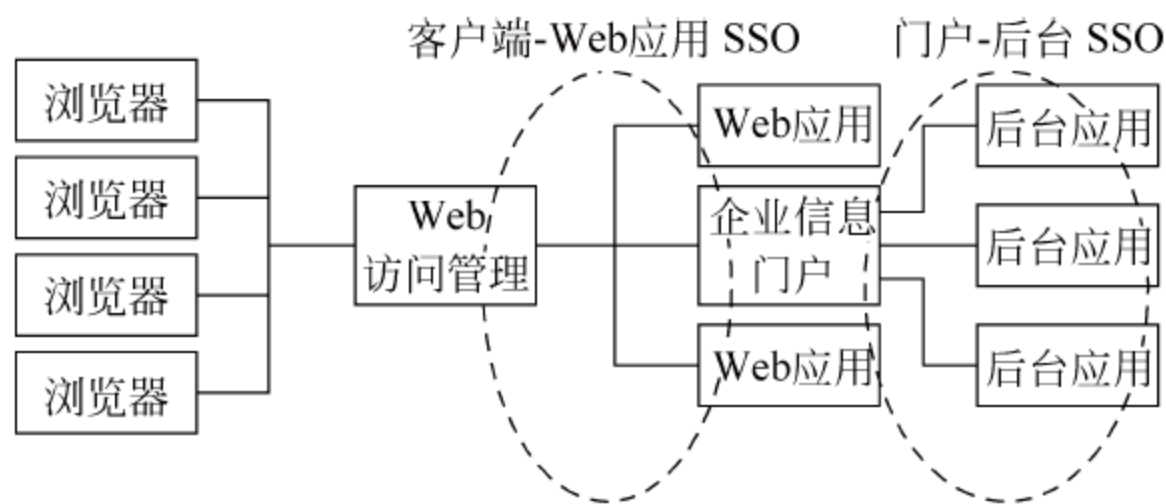 客户端-Web应用 SSO
门户-后台 SSO
浏览器
浏览器
浏览器
浏览器
Web
访问管理
Web应用
企业信息
门户
Web应用
后台应用
后台应用
后台应用